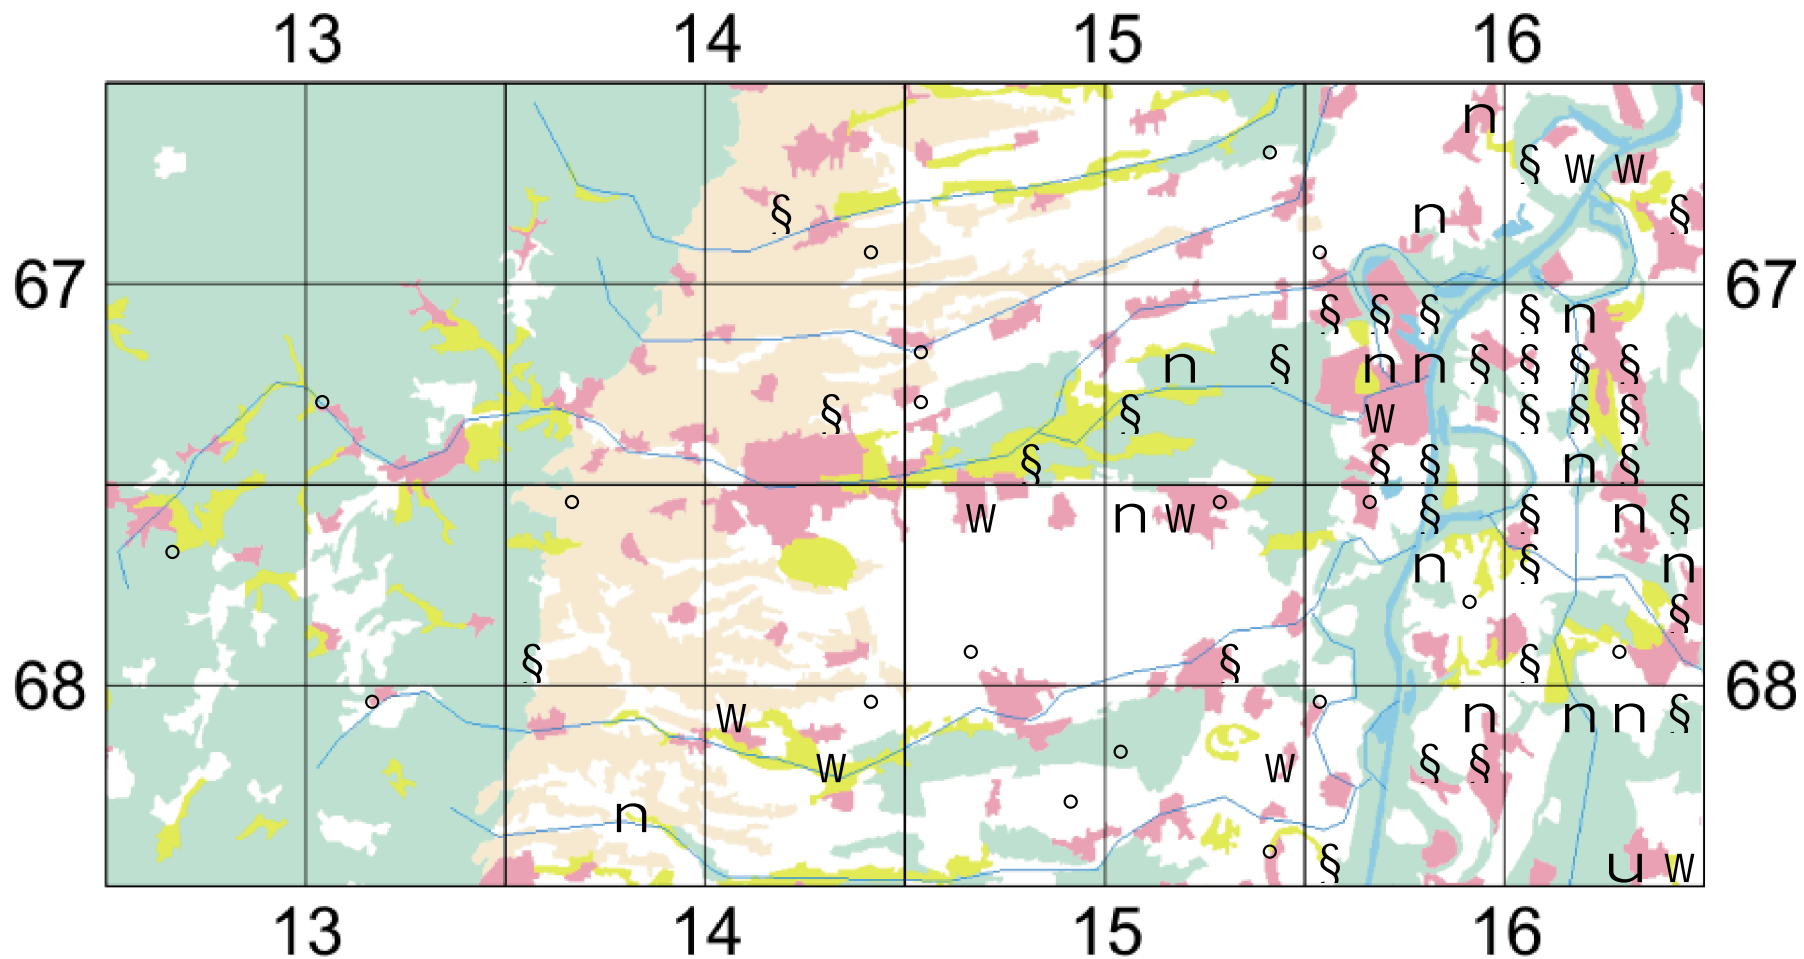 13 14 15 16
n
§ w w
§ n §
67 67
§ § § § n
n § n n § § § §
§ § w § § §
§ § § n §
w n w § § n §
n § n
§
§ § §
68 68
w n n n §
w w § §
n
§ u w
13 14 15 16